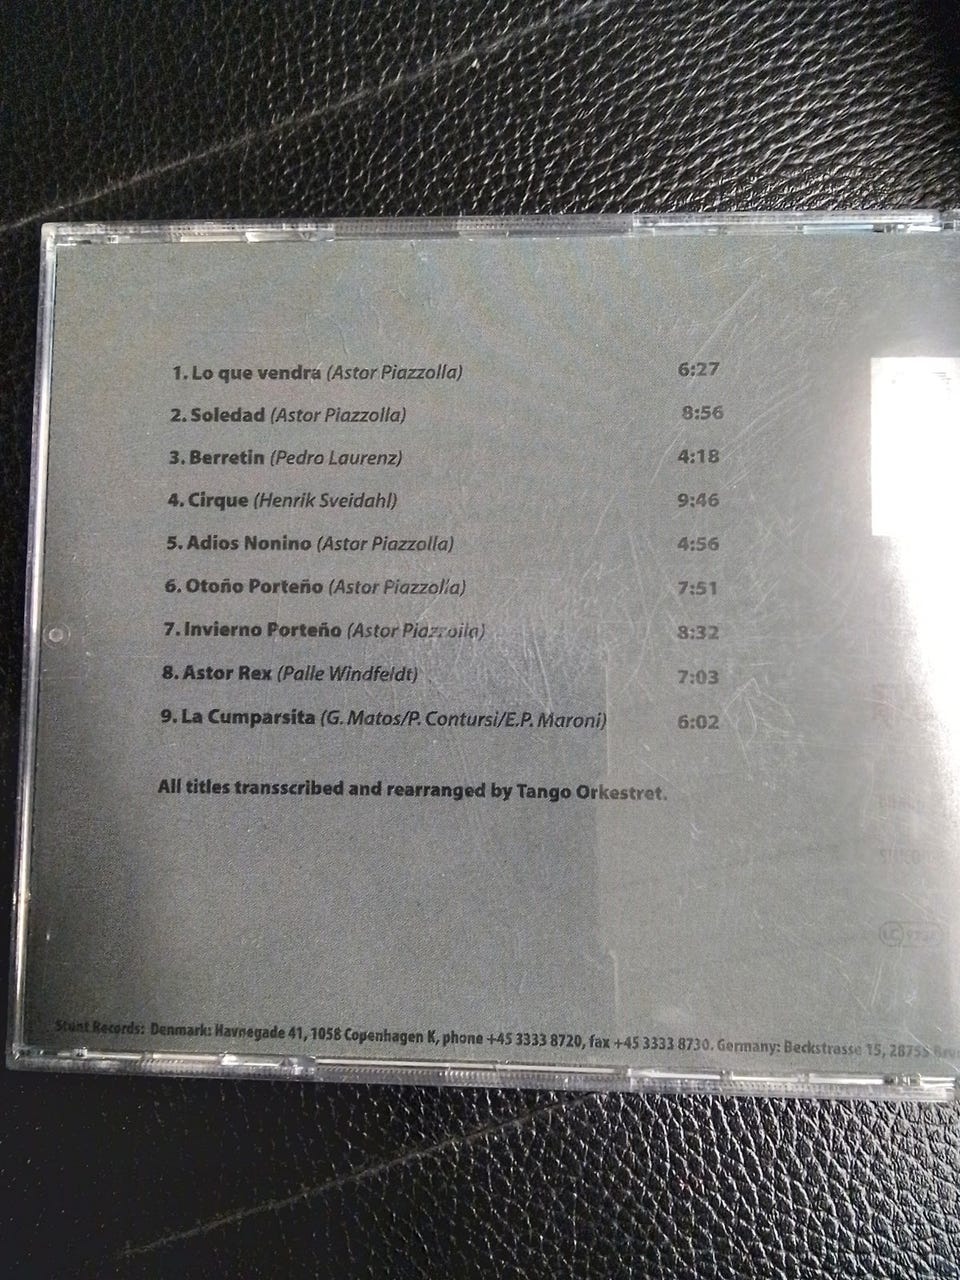 1. Lo que vendra (Astor Piazzolla) 6:27
2. Soledad (Astor Piazzolla) 8:56
3. Berretin (Pedro Laurenz) 4:18
4. Cirque (Henrik Sveidahl) 9:46
5. Adios Nonino (Astor Piazzolla) 4:56
6. Otoño Porteño (Astor Piazzolla) 7:51
7. Invierno Porteño (Astor Piazzolla) 8:32
8. Astor Rex (Palle Windfeldt) 7:03
9. La Cumparsita (G. Matos/P. Contursi/E.P. Maroni) 6:02
All titles transscribed and rearranged by Tango Orkestret.
Stunt Records: Denmark: Havnegade 41, 1058 Copenhagen K, phone +45 3333 8720, fax +45 3333 8730. Germany: Beckstrasse 15,